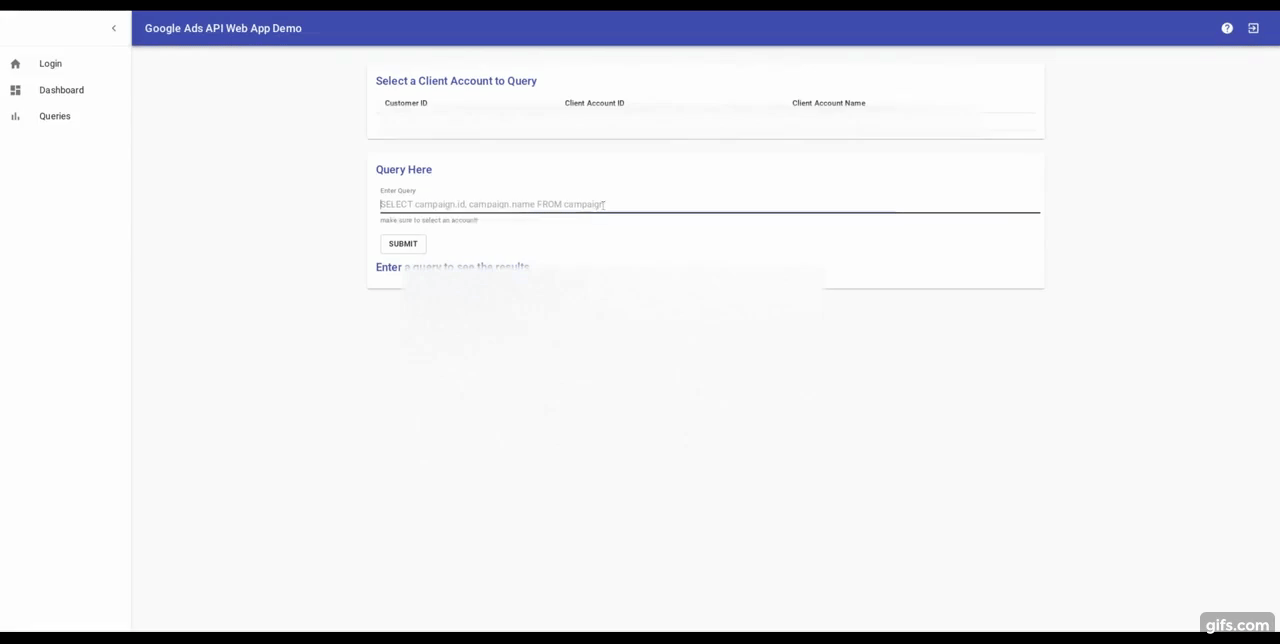 Google Ads API Web App Demo
Login
Dashboard
Queries
Select a Client Account to Query
Customer ID Client Account ID Client Account Name
Query Here
Enter Query
SELECT campaign.id, campaign.name FROM campaign
make sure to select an account
SUBMIT
Enter a query to see the results
gifs.com